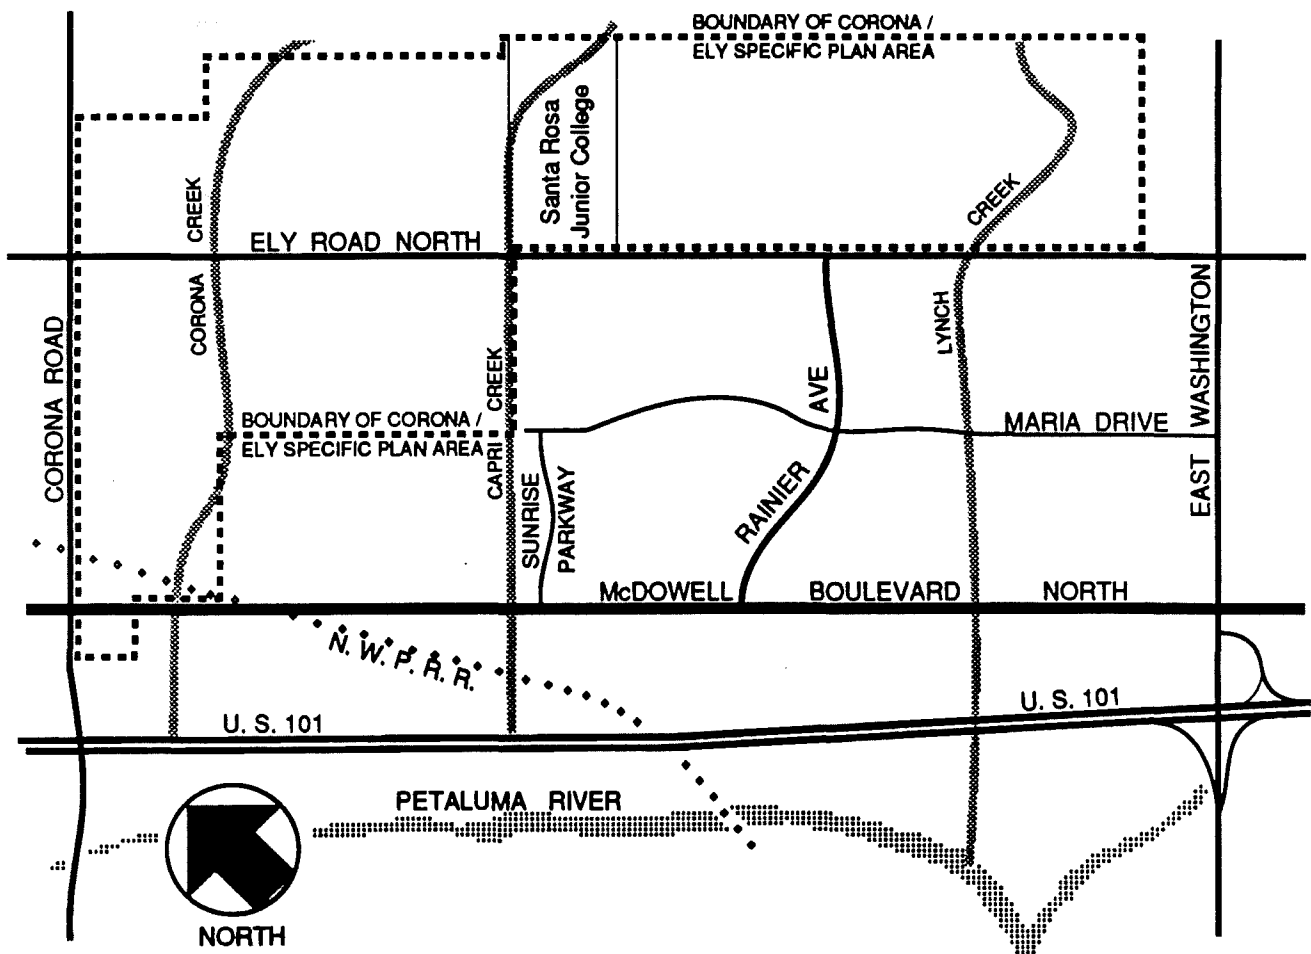 BOUNDARY OF CORONA /
ELY SPECIFIC PLAN AREA
Santa Rosa
Junior College
CREEK
CREEK
ELY ROAD NORTH
CORONA
LYNCH
EAST WASHINGTON
CORONA ROAD
CREEK
AVE
BOUNDARY OF CORONA /
ELY SPECIFIC PLAN AREA
MARIA DRIVE
CAPRI
SUNRISE
PARKWAY
RAINIER
McDOWELL BOULEVARD NORTH
N. W. P. R. R.
U. S. 101
U. S. 101
PETALUMA RIVER
NORTH